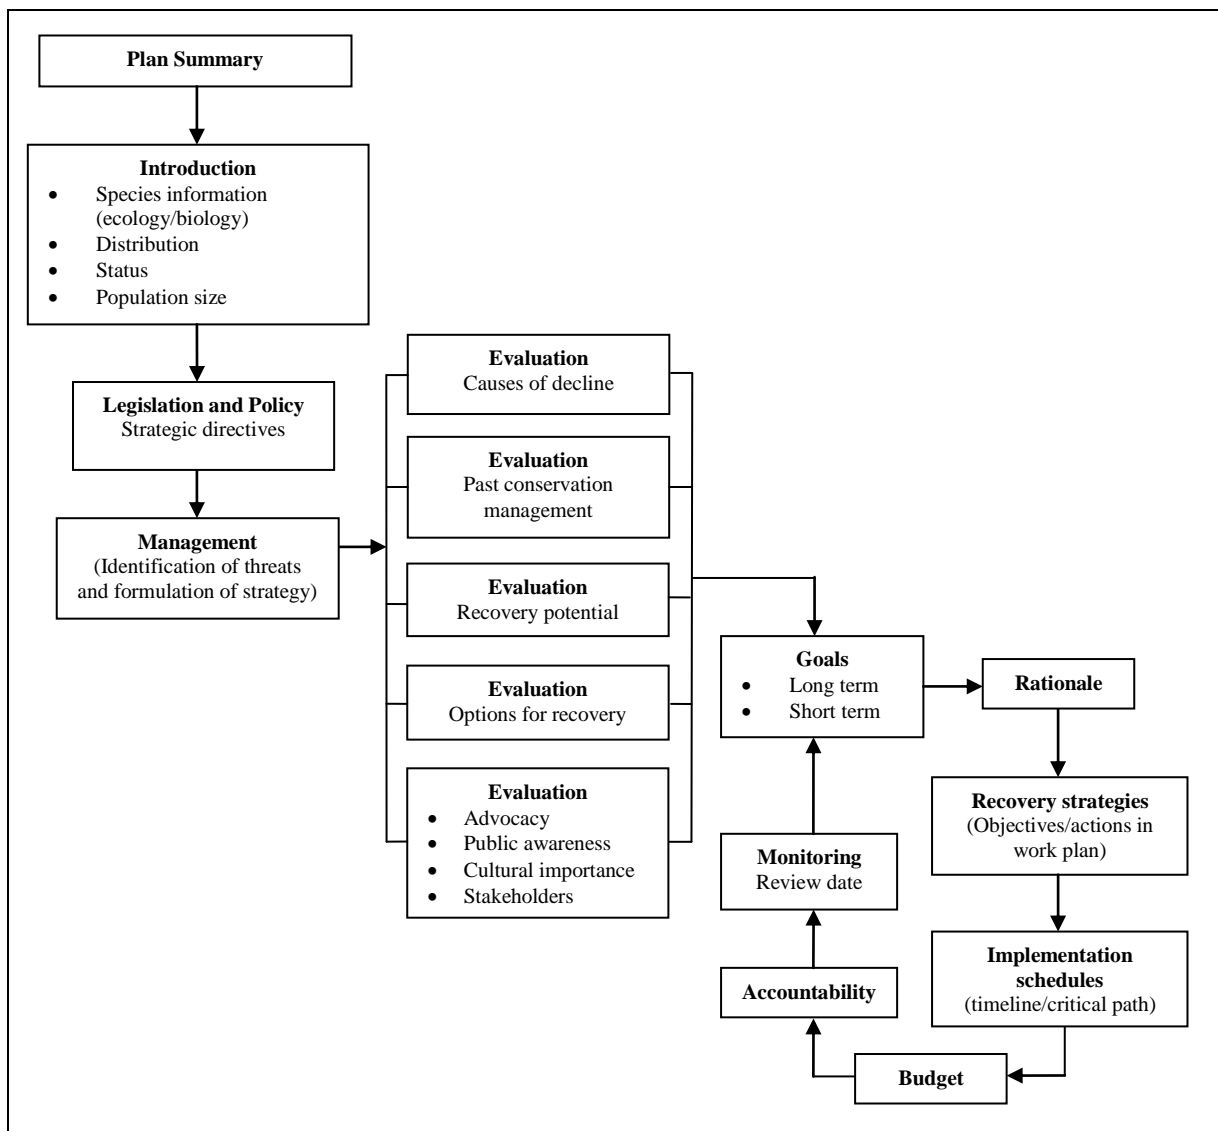 Plan Summary
Introduction
• Species information
(ecology/biology)
• Distribution
• Status
• Population size
Legislation and Policy
Strategic directives
Management
(Identification of threats
and formulation of strategy)
Evaluation
Causes of decline
Evaluation
Past conservation
management
Evaluation
Recovery potential
Evaluation
Options for recovery
Evaluation
• Advocacy
• Public awareness
• Cultural importance
• Stakeholders
Goals
• Long term
• Short term
Rationale
Recovery strategies
(Objectives/actions in
work plan)
Implementation
schedules
(timeline/critical path)
Budget
Accountability
Monitoring
Review date